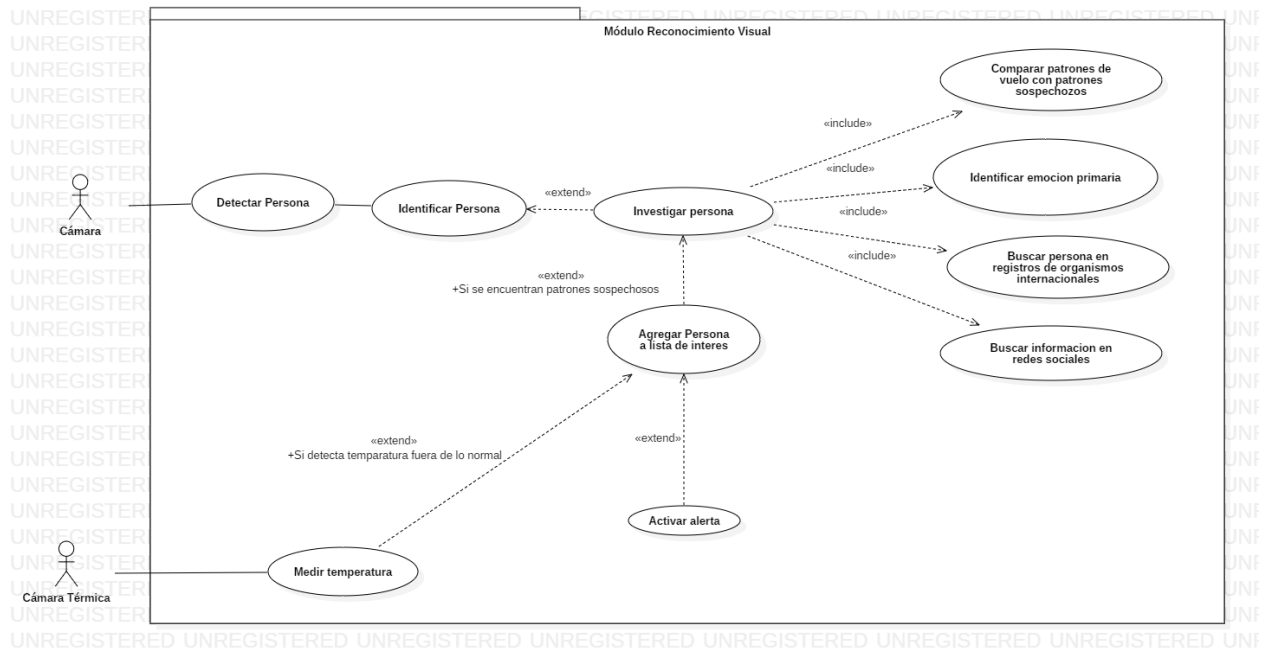 Módulo Reconocimiento Visual
Comparar patrones de
vuelo con patrones
sospechozos
«include»
Identificar emocion primaria
«include»
«include»
Buscar persona en
registros de organismos
internacionales
«include»
Buscar informacion en
redes sociales
Cámara
Detectar Persona
Identificar Persona
«extend»
Investigar persona
«extend»
+Si se encuentran patrones sospechosos
Agregar Persona
a lista de interes
«extend»
+Si detecta temparatura fuera de lo normal
«extend»
Activar alerta
Medir temperatura
Cámara Térmica
UNREGISTERED UNREGISTERED UNREGISTERED UNREGISTERED UNREGISTERED UNREGISTERED UNREGISTERED